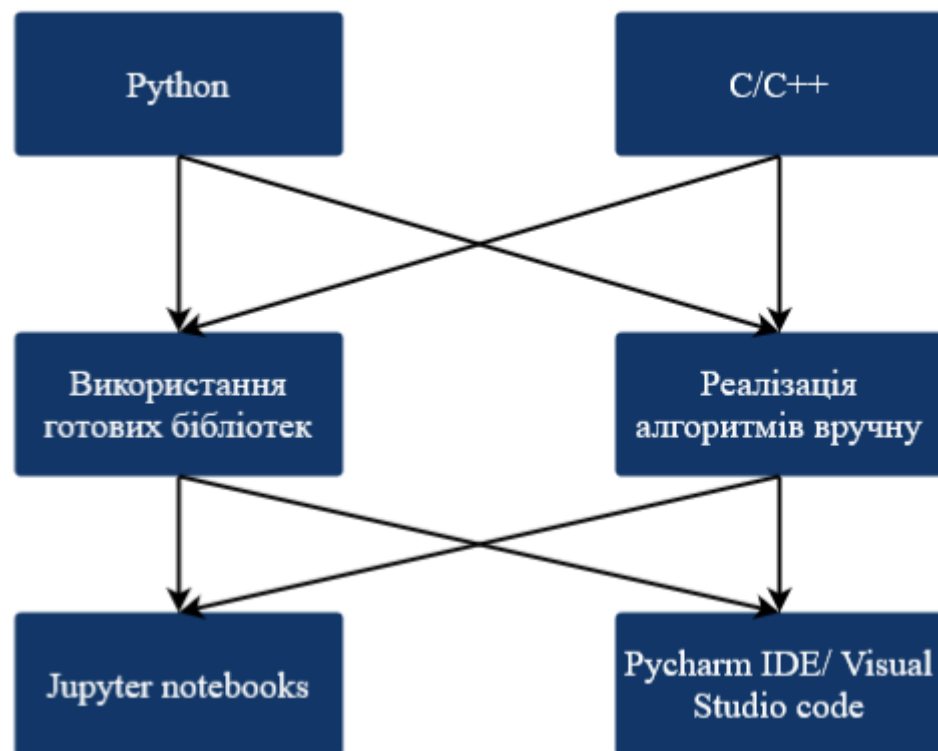 Python
C/C++
Використання
готових бібліотек
Реалізація
алгоритмів вручну
Jupyter notebooks
Pycharm IDE/ Visual
Studio code